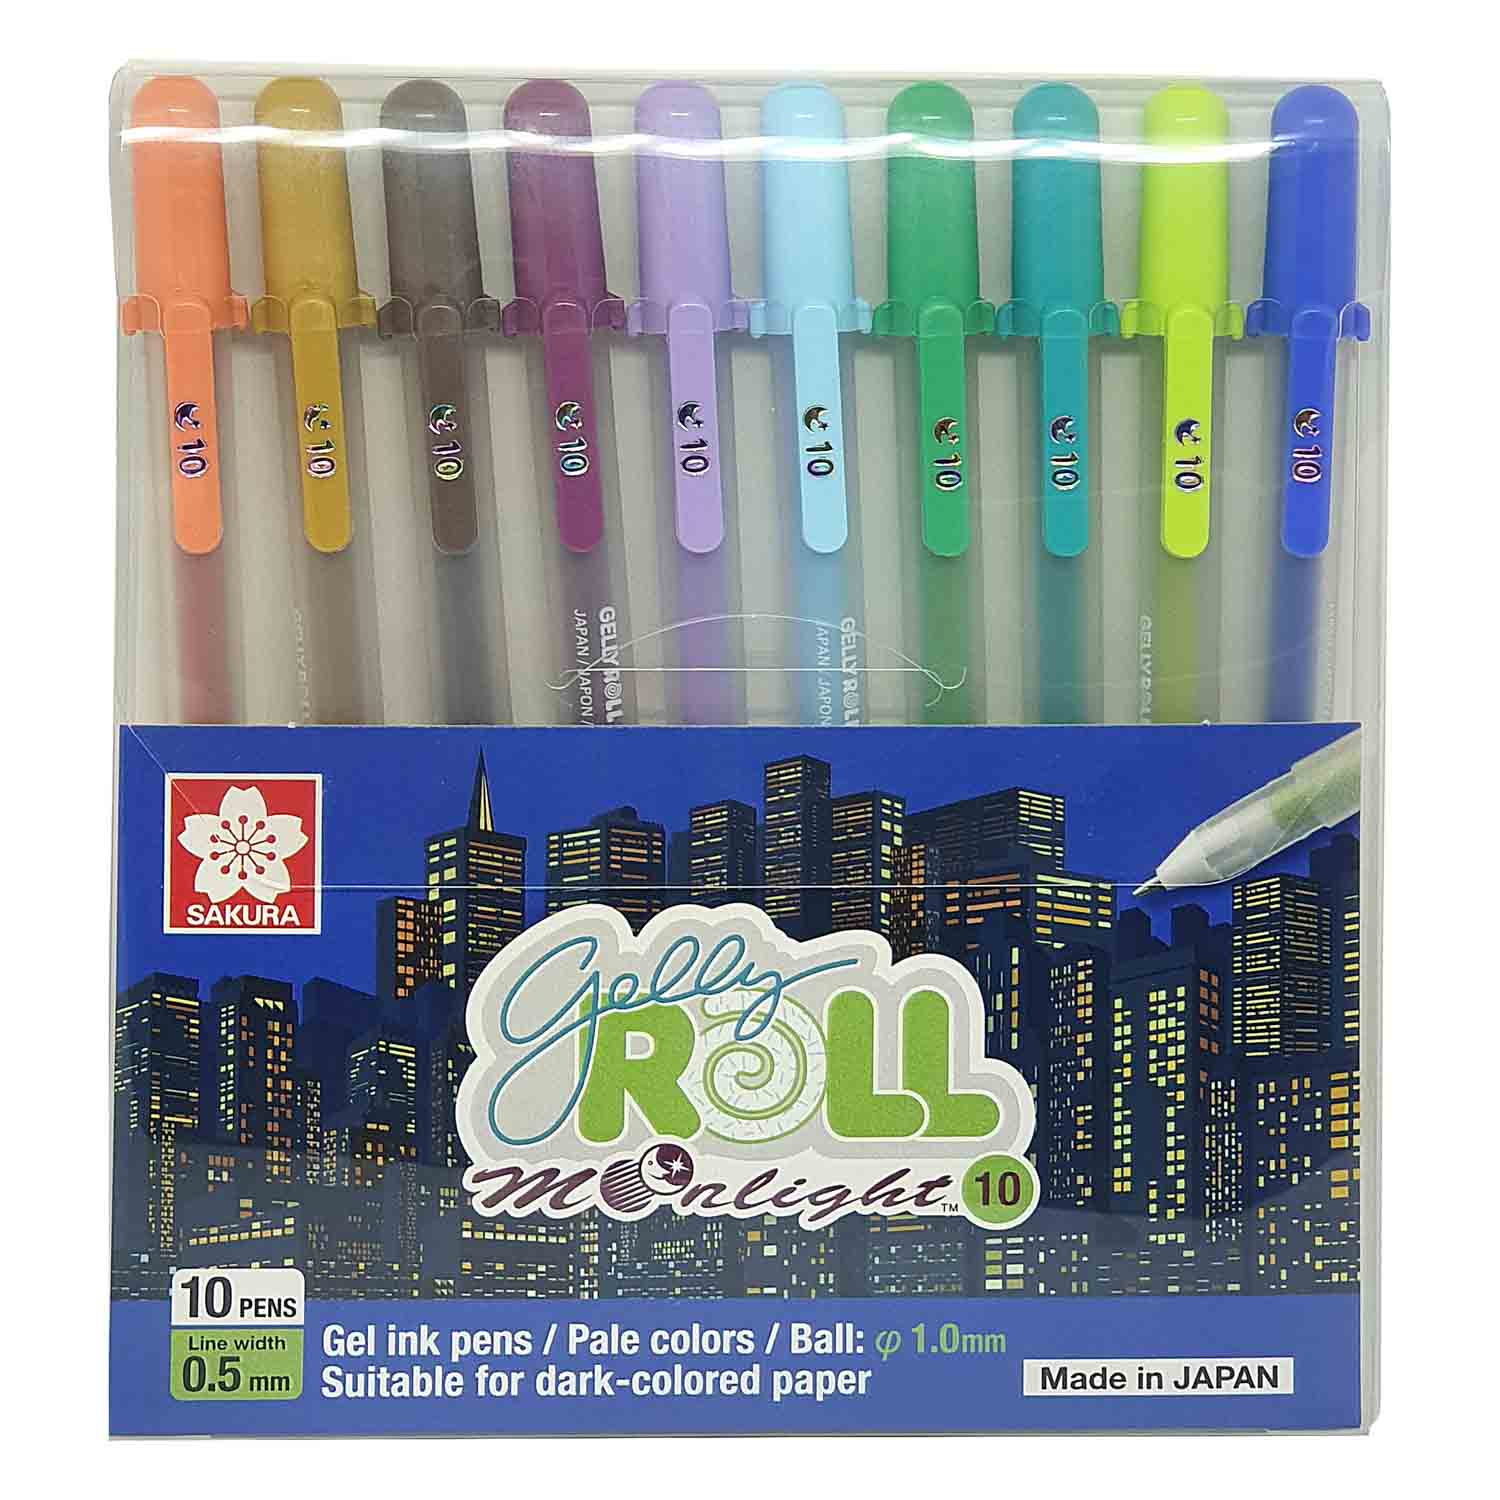 10 10 10 10 10 10 10 10 10 10
GELLY ROLL
JAPAN / JAPON /
GELLY ROLL
JAPAN / JAPON
SAKURA
gelly
ROLL
moonlight™ 10
10 PENS
Line width
0.5 mm
Gel ink pens / Pale colors / Ball: φ 1.0mm
Suitable for dark-colored paper
Made in JAPAN